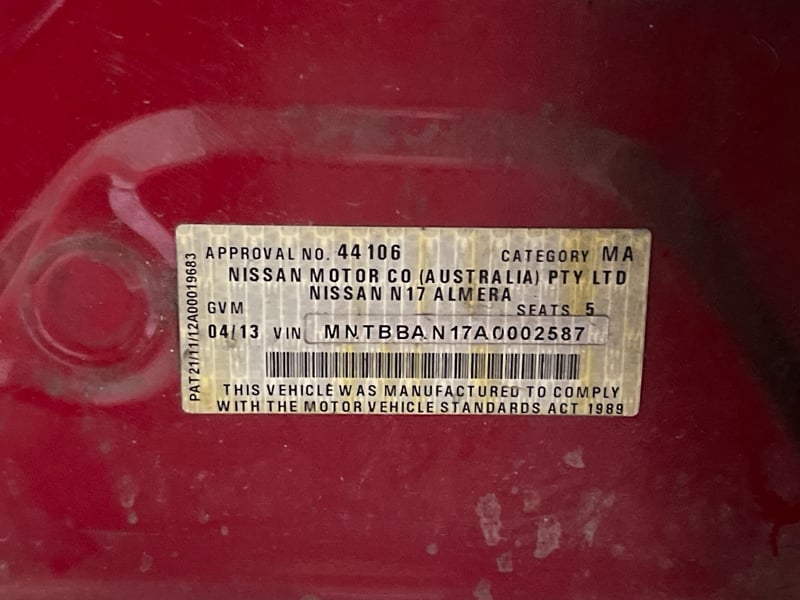 APPROVAL NO. 44106 CATEGORY MA
NISSAN MOTOR CO (AUSTRALIA) PTY LTD
NISSAN N17 ALMERA
GVM SEATS 5
04/13 VIN MNTBBAN17A0002587
THIS VEHICLE WAS MANUFACTURED TO COMPLY
WITH THE MOTOR VEHICLE STANDARDS ACT 1989
PAT21/11/12A00019683